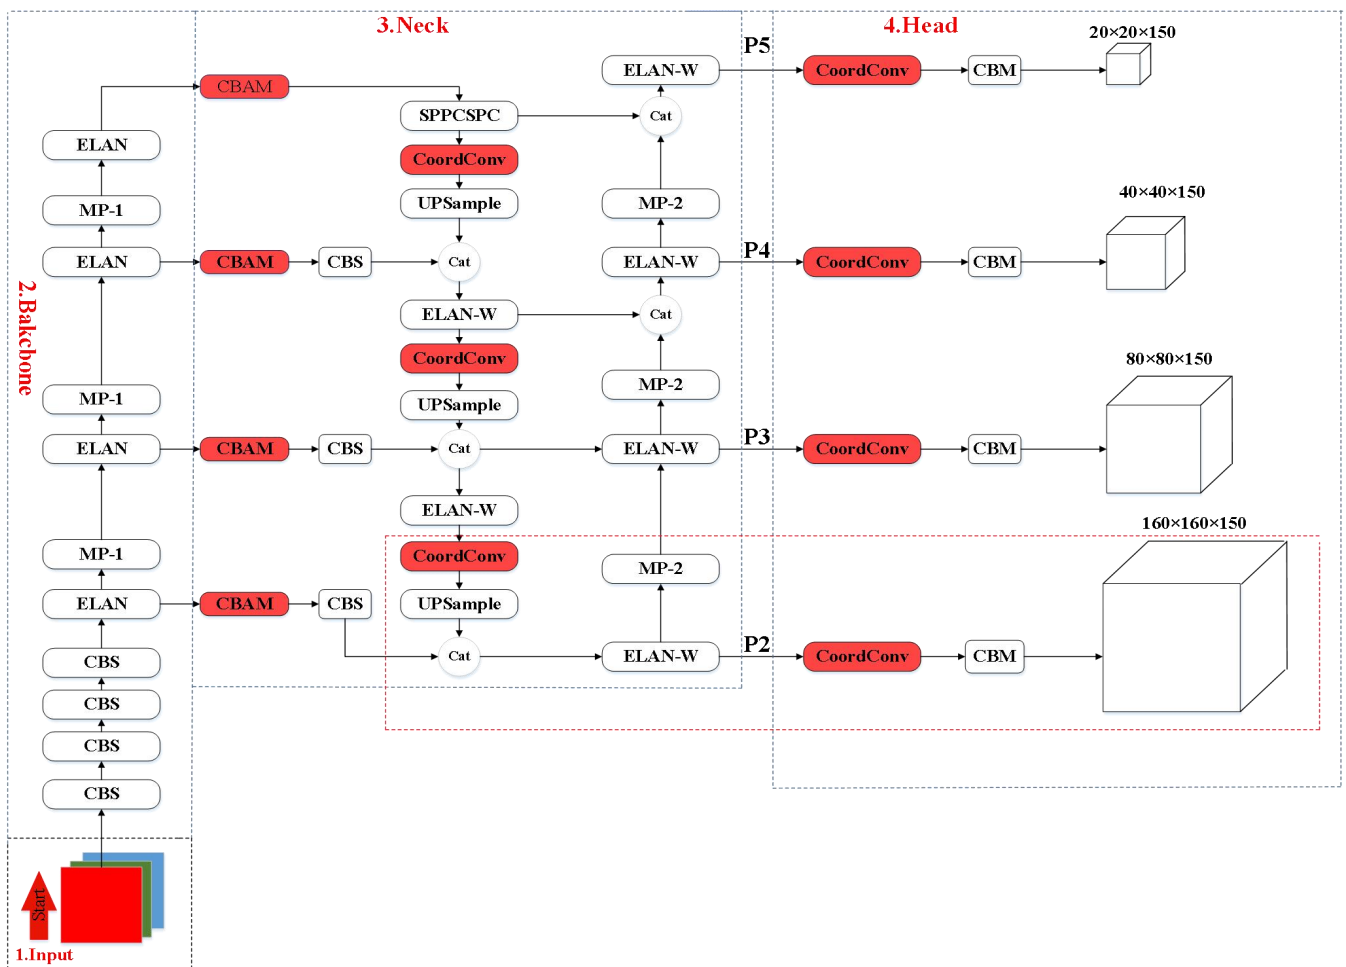 3.Neck
4.Head
2.Bakcbone
1.Input
Start
CBS
CBS
CBS
CBS
ELAN
MP-1
ELAN
MP-1
ELAN
MP-1
ELAN
CBAM
SPPCSPC
CoordConv
UPSample
CBAM
CBS
Cat
ELAN-W
CoordConv
UPSample
CBAM
CBS
Cat
ELAN-W
CoordConv
UPSample
CBAM
CBS
Cat
ELAN-W
Cat
MP-2
ELAN-W
Cat
MP-2
ELAN-W
MP-2
ELAN-W
P5
CoordConv
CBM
20×20×150
P4
CoordConv
CBM
40×40×150
P3
CoordConv
CBM
80×80×150
P2
CoordConv
CBM
160×160×150